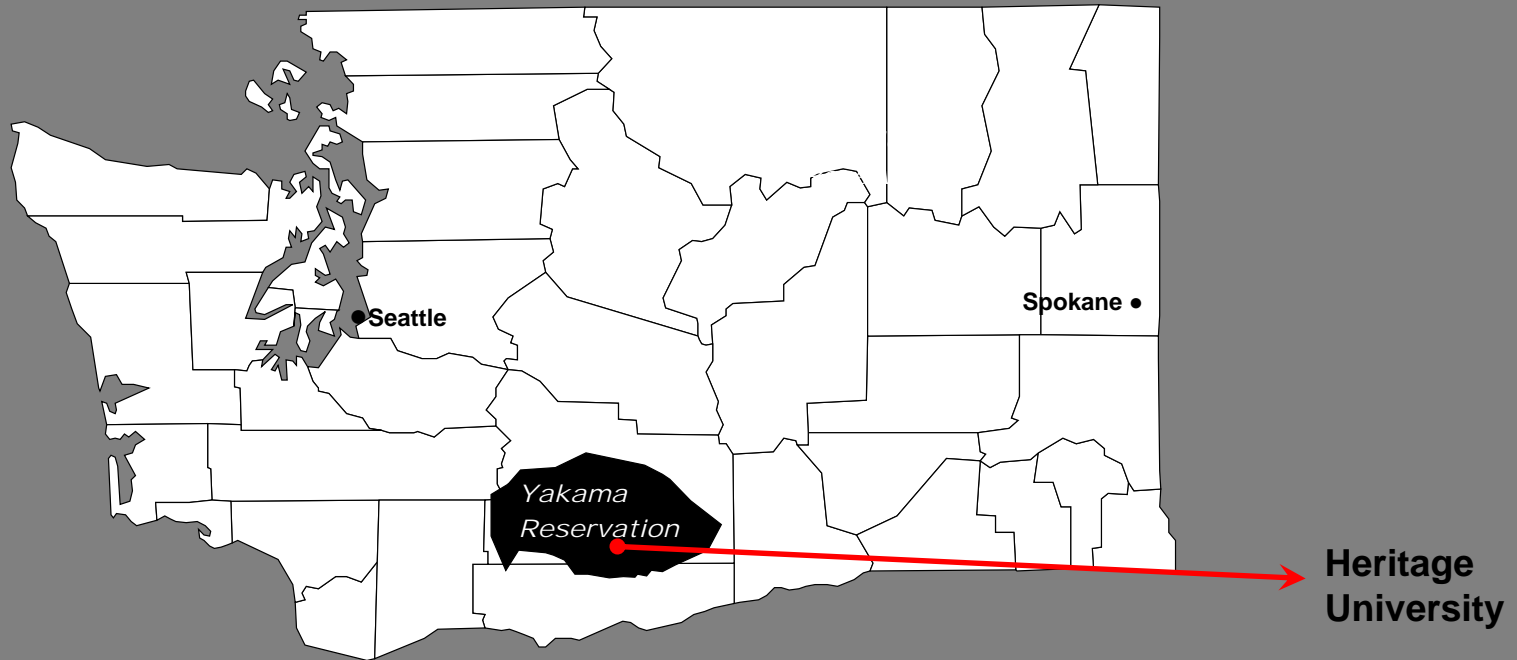 Spokane
Seattle
Yakama
Reservation
Heritage
University